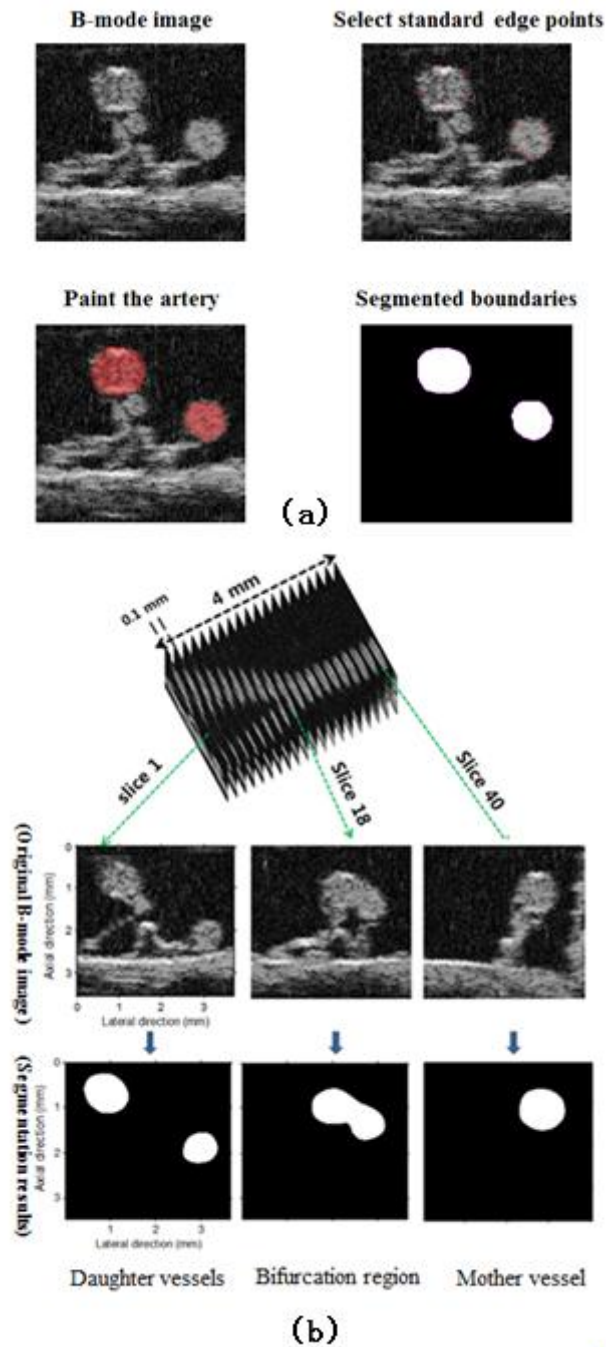 B-mode image
Select standard edge points
Paint the artery
Segmented boundaries
(a)
0.1 mm
4 mm
slice 1
Slice 18
Slice 40
(Original B-mode image)
Axial direction (mm)
0
1
2
3
0 1 2 3
Lateral direction (mm)
(Segmentation results)
Axial direction (mm)
0
1
2
3
1 2 3
Lateral direction (mm)
Daughter vessels
Bifurcation region
Mother vessel
(b)